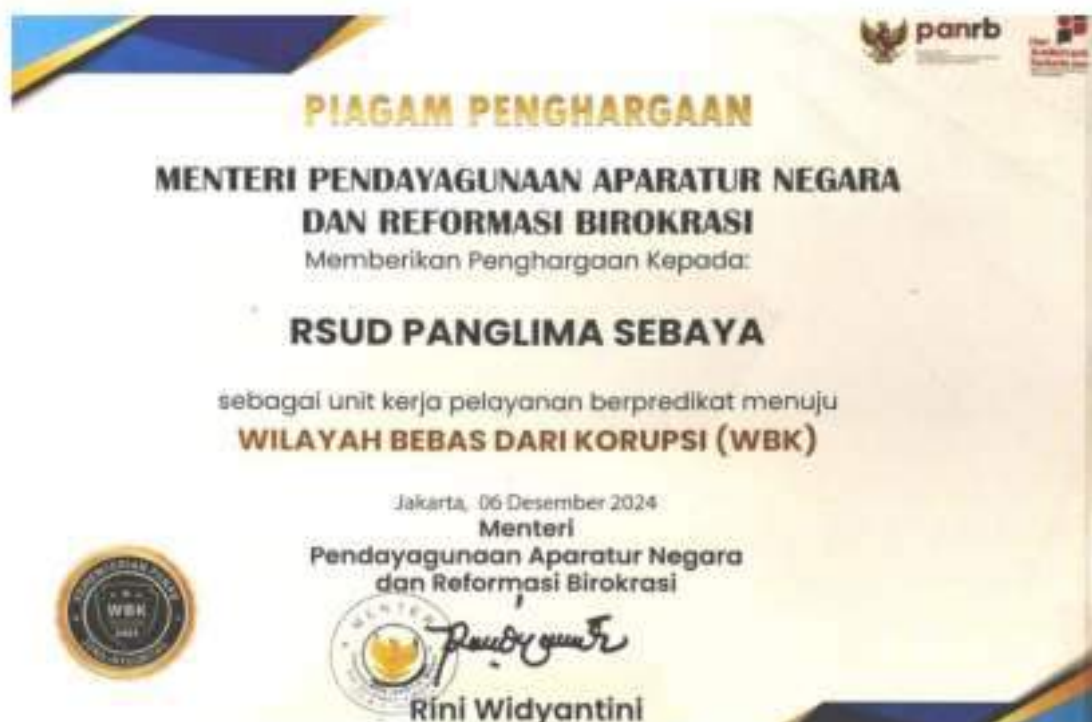 panrb
PIAGAM PENGHARGAAN
MENTERI PENDAYAGUNAAN APARATUR NEGARA
DAN REFORMASI BIROKRASI
Memberikan Penghargaan Kepada:
RSUD PANGLIMA SEBAYA
sebagai unit kerja pelayanan berpredikat menuju
WILAYAH BEBAS DARI KORUPSI (WBK)
Jakarta, 06 Desember 2024
Menteri
Pendayagunaan Aparatur Negara
dan Reformasi Birokrasi
WBK
MENTERI
Rini Widyantini